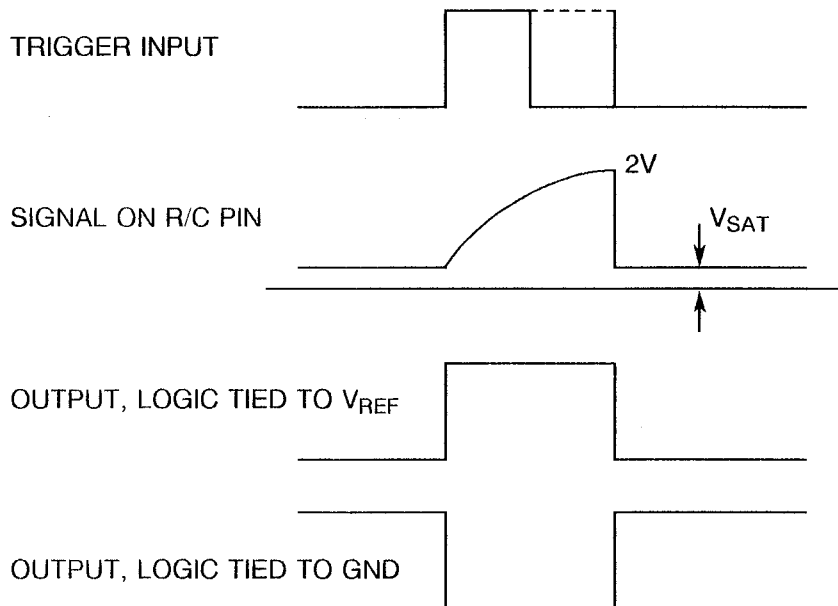 TRIGGER INPUT
2V
SIGNAL ON R/C PIN
VSAT
OUTPUT, LOGIC TIED TO VREF
OUTPUT, LOGIC TIED TO GND